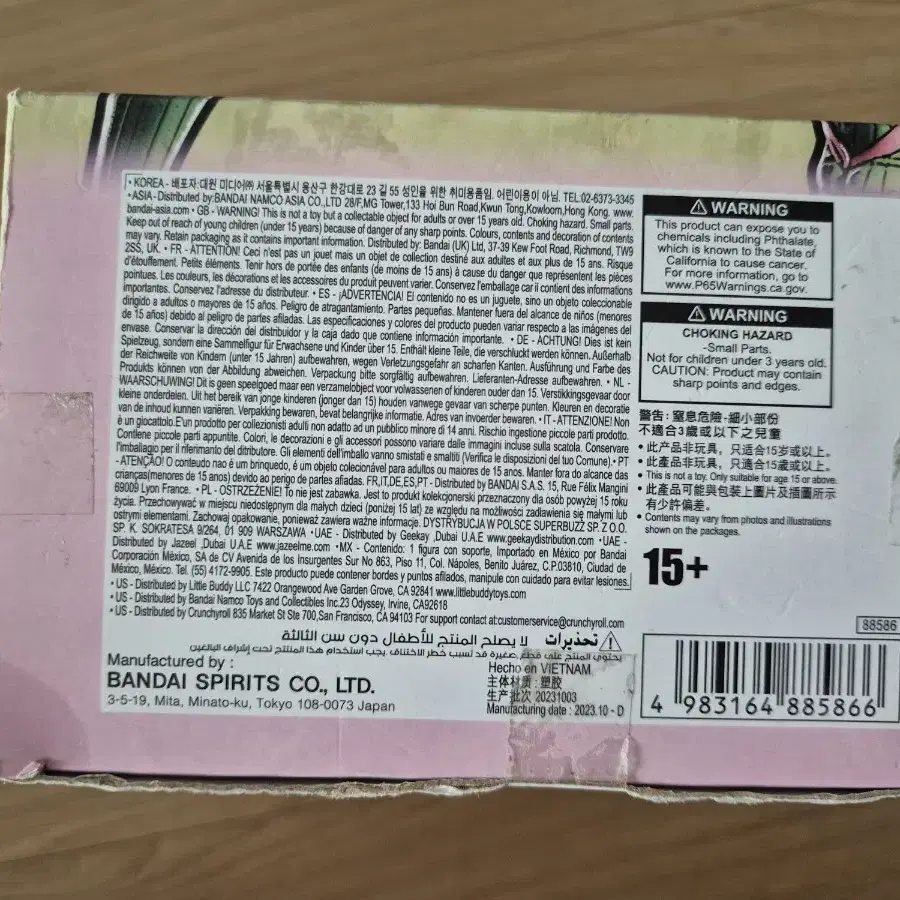 • KOREA - 배포자:대원 미디어㈜ 서울특별시 용산구 한강대로 23 길 55 성인을 위한 취미용품임. 어린이용이 아님. TEL.02-6373-3345
•ASIA - Distributed by:BANDAI NAMCO ASIA CO.,LTD 28/F,MG Tower,133 Hoi Bun Road,Kwun Tong,Kowloorn,Hong Kong. www.
bandai-asia.com • GB - WARNING! This is not a toy but a collectable object for adults or over 15 years old. Choking hazard. Small parts.
Keep out of reach of young children (under 15 years) because of danger of any sharp points. Colours, contents and decoration of contents
may vary. Retain packaging as it contains important information. Distributed by: Bandai (UK) Ltd, 37-39 Kew Foot Road, Richmond, TW9
2SS, UK. • FR - ATTENTION! Ceci n'est pas un jouet mais un objet de collection destiné aux adultes et aux plus de 15 ans. Risque
d'étouffement. Petits éléments. Tenir hors de portée des enfants (de moins de 15 ans) à cause du danger que représentent les pièces
pointues. Les couleurs, les décorations et les accessoires du produit peuvent varier. Conservez l'emballage car il contient des informations
importantes. Conservez l'adresse du distributeur. • ES - ¡ADVERTENCIA! El contenido no es un juguete, sino un objeto coleccionable
dirigido a adultos o mayores de 15 años. Peligro de atragantamiento. Partes pequeñas. Mantener fuera del alcance de niños (menores
de 15 años) debido al peligro de partes afiladas. Las especificaciones y colores del producto pueden variar respecto a las imágenes del
envase. Conservar la dirección del distribuidor y la caja dado que contiene información importante. • DE - ACHTUNG! Dies ist kein
Spielzeug, sondern eine Sammelfigur für Erwachsene und Kinder über 15. Enthält kleine Teile, die verschluckt werden können. Außerhalb
der Reichweite von Kindern (unter 15 Jahren) aufbewahren, wegen Verletzungsgefahr an scharfen Kanten. Ausführung und Farbe des
Produkts können von der Abbildung abweichen. Verpackung bitte sorgfältig aufbewahren. Lieferanten-Adresse aufbewahren. • NL -
WAARSCHUWING! Dit is geen speelgoed maar een verzamelobject voor volwassenen of kinderen ouder dan 15. Verstikkingsgevaar door
kleine onderdelen. Uit het bereik van jonge kinderen (jonger dan 15) houden vanwege gevaar van scherpe punten. Kleuren en decoratie
van de inhoud kunnen variëren. Verpakking bewaren, bevat belangrijke informatie. Adres van invoerder bewaren. • IT - ATTENZIONE! Non
è un giocattolo.E'un prodotto per collezionisti adulti non adatto ad un pubblico minore di 14 anni. Rischio ingestione piccole parti prodotto.
Contiene piccole parti appuntite. Colori, le decorazioni e gli accessori possono variare dalle immagini incluse sulla scatola. Conservare
l'imballagio per il riferimento del ditributore. Gli elementi dell'imballo vanno smistati e smaltiti (Verifica le disposizioni del tuo Comune).• PT
- ATENÇÃO! O conteudo nao é um brinquedo, é um objeto colecionável para adultos ou maiores de 15 anos. Manter fora do alcance das
crianças(menores de 15 anos) devido ao perigo de partes afiadas. FR,IT,DE,ES,PT - Distributed by BANDAI S.A.S. 15, Rue Félix Mangini
69009 Lyon France. • PL - OSTRZEŻENIE! To nie jest zabawka. Jest to produkt kolekcjonerski przeznaczony dla osób powyżej 15 roku
życia. Przechowywać w miejscu niedostępnym dla małych dzieci (poniżej 15 lat) ze względu na możliwości zadławienia się małymi lub
ostrymi elementami. Zachowaj opakowanie, ponieważ zawiera ważne informacje. DYSTRYBUCJA W POLSCE SUPERBUZZ SP. Z O.O.
SP. K. SOKRATESA 9/264, 01 909 WARSZAWA • UAE - Distributed by Geekay ,Dubai U.A.E www.geekaydistribution.com • UAE -
Distributed by Jazeel ,Dubai U.A.E www.jazeelme.com • MX - Contenido: 1 figura con soporte, Importado en México por Bandai
Corporación México, SA de CV Avenida de los Insurgentes Sur No 863, Piso 11, Col. Nápoles, Benito Juárez, C.P.03810, Ciudad de
México, México. Tel. (55) 4172-9905. Este producto puede contener bordes y puntos afilados, manipule con cuidado para evitar lesiones.
• US - Distributed by Little Buddy LLC 7422 Orangewood Ave Garden Grove, CA 92841 www.littlebuddytoys.com
• US - Distributed by Bandai Namco Toys and Collectibles Inc.23 Odyssey, Irvine, CA92618
• US - Distributed by Crunchyroll 835 Market St Ste 700,San Francisco, CA 94103 For support contact at:customerservice@crunchyroll.com
تحذيرات لا يصلح المنتج للأطفال دون سن الثالثة
يحتوي المنتج على قطع صغيرة قد تسبب خطر الاختناق. يجب استخدام هذا المنتج تحت إشراف البالغين
Manufactured by :
BANDAI SPIRITS CO., LTD.
3-5-19, Mita, Minato-ku, Tokyo 108-0073 Japan
Hecho en VIETNAM
主体材质 : 塑胶
生产批次 20231003
Manufacturing date : 2023.10 - D
WARNING
This product can expose you to
chemicals including Phthalate,
which is known to the State of
California to cause cancer.
For more information, go to
www.P65Warnings.ca.gov.
WARNING
CHOKING HAZARD
-Small Parts.
Not for children under 3 years old.
CAUTION: Product may contain
sharp points and edges.
警告: 窒息危險-細小部份
不適合3歲或以下之兒童
• 此产品非玩具，只适合15岁或以上。
• 此產品非玩具，只適合15歲或以上。
• This is not a toy. Only suitable for age 15 or above.
• 此產品可能與包裝上圖片及插圖所示
有少許偏差。
• Contents may vary from photos and illustrations
shown on the packages.
15+
88586
4 983164 885866